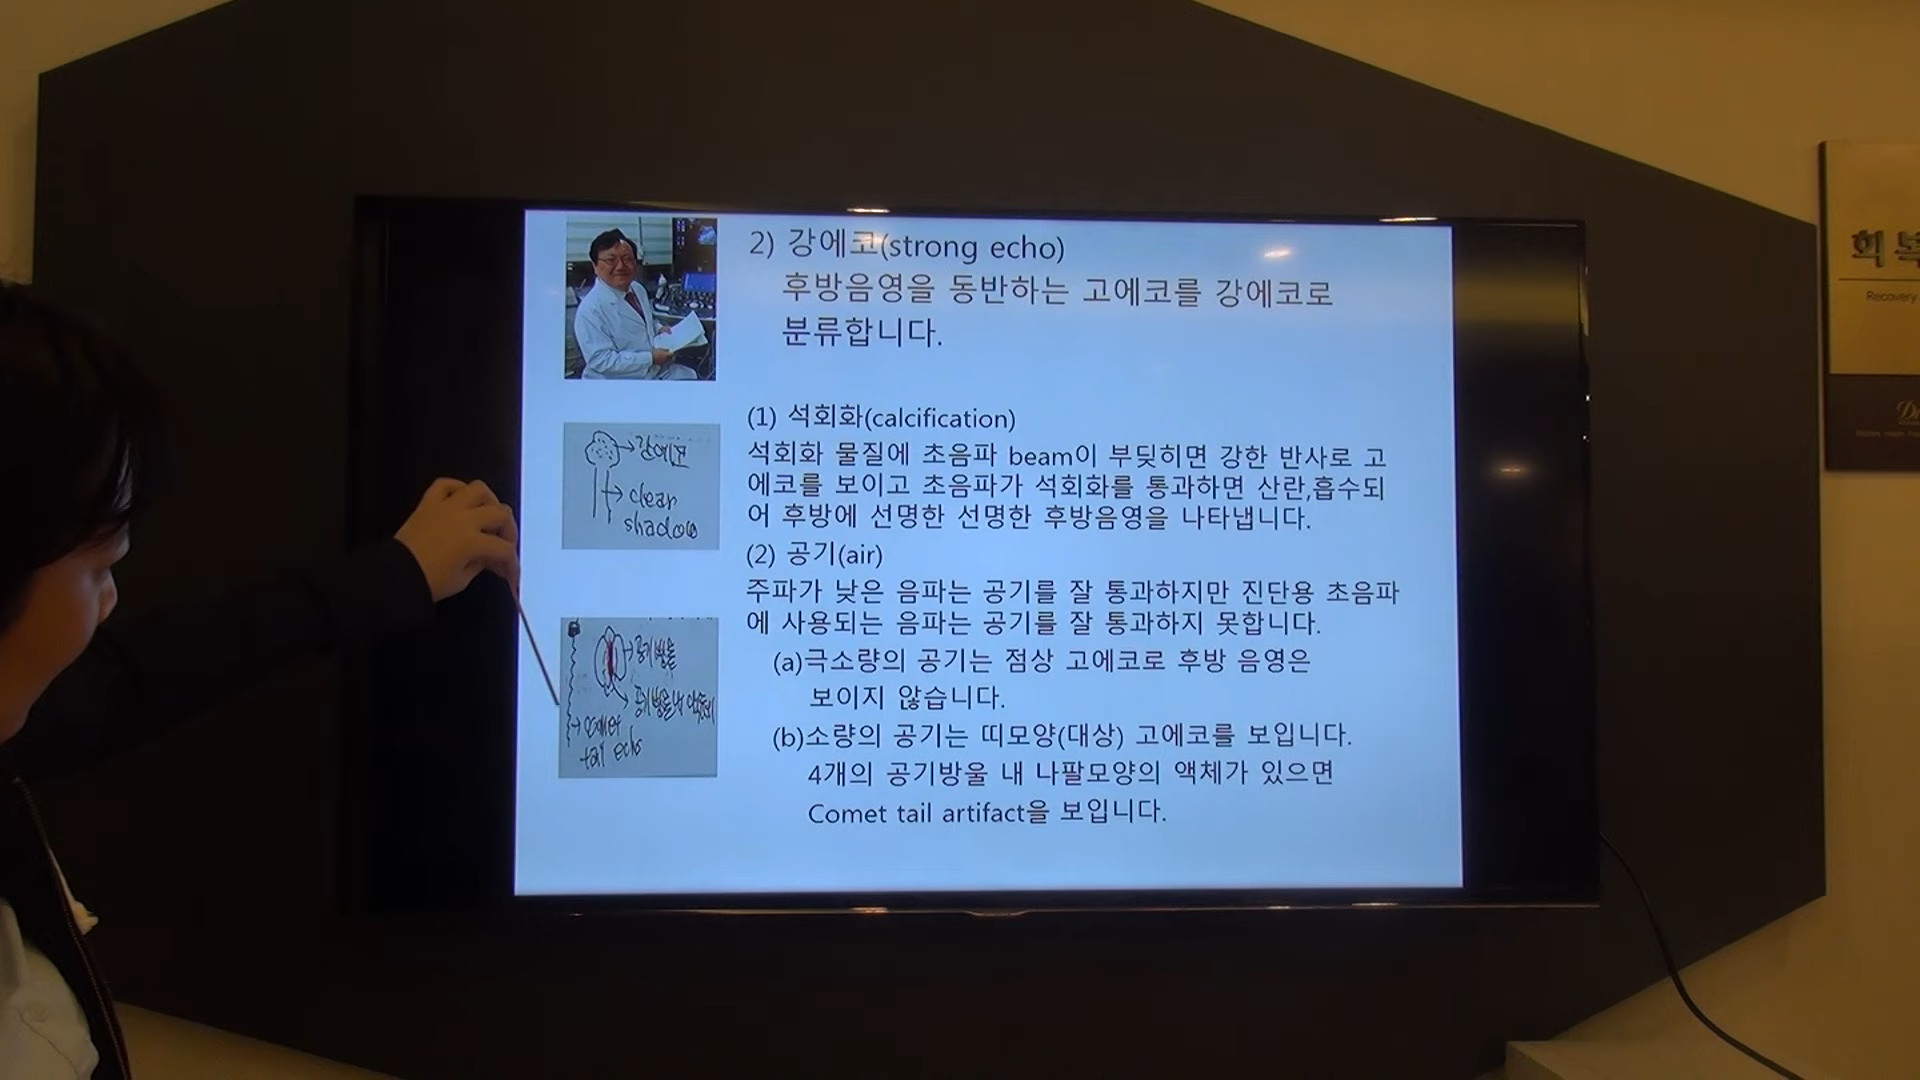 2) 강에코(strong echo)
후방음영을 동반하는 고에코를 강에코로
분류합니다.
(1) 석회화(calcification)
석회화 물질에 초음파 beam이 부딪히면 강한 반사로 고
에코를 보이고 초음파가 석회화를 통과하면 산란,흡수되
어 후방에 선명한 선명한 후방음영을 나타냅니다.
(2) 공기(air)
주파가 낮은 음파는 공기를 잘 통과하지만 진단용 초음파
에 사용되는 음파는 공기를 잘 통과하지 못합니다.
(a)극소량의 공기는 점상 고에코로 후방 음영은
보이지 않습니다.
(b)소량의 공기는 띠모양(대상) 고에코를 보입니다.
4개의 공기방울 내 나팔모양의 액체가 있으면
Comet tail artifact을 보입니다.
강에코
clear
shadow
공기방울
comet
tail echo
회복
Recovery